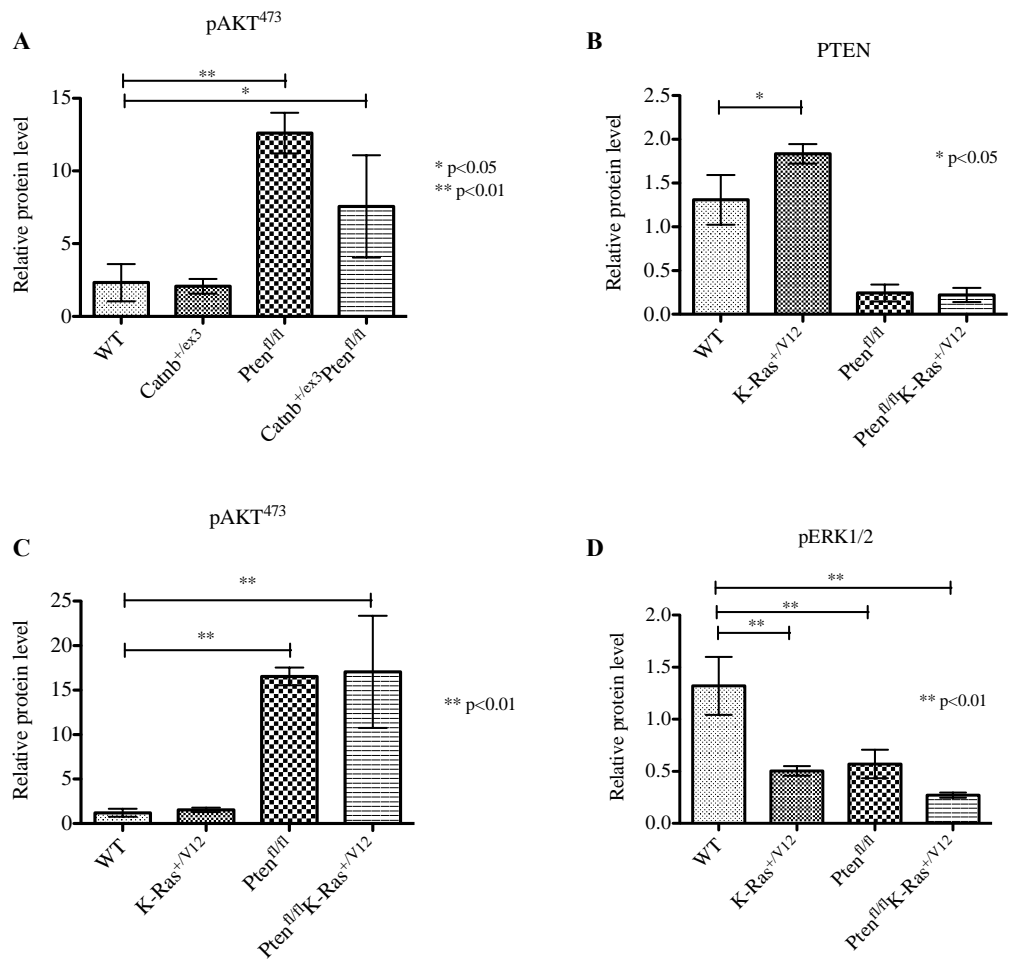 A
pAKT⁴⁷³
**
*
15
10
5
0
Relative protein level
* p<0.05
** p<0.01
WT
Catnb⁺/ᵉˣ³
Ptenᶠˡ/ᶠˡ
Catnb⁺/ᵉˣ³Ptenᶠˡ/ᶠˡ
B
PTEN
*
2.5
2.0
1.5
1.0
0.5
0.0
Relative protein level
* p<0.05
WT
K-Ras⁺/ⱽ¹²
Ptenᶠˡ/ᶠˡ
Ptenᶠˡ/ᶠˡK-Ras⁺/ⱽ¹²
C
pAKT⁴⁷³
**
**
25
20
15
10
5
0
Relative protein level
** p<0.01
WT
K-Ras⁺/ⱽ¹²
Ptenᶠˡ/ᶠˡ
Ptenᶠˡ/ᶠˡK-Ras⁺/ⱽ¹²
D
pERK1/2
**
**
**
2.0
1.5
1.0
0.5
0.0
Relative protein level
** p<0.01
WT
K-Ras⁺/ⱽ¹²
Ptenᶠˡ/ᶠˡ
Ptenᶠˡ/ᶠˡK-Ras⁺/ⱽ¹²